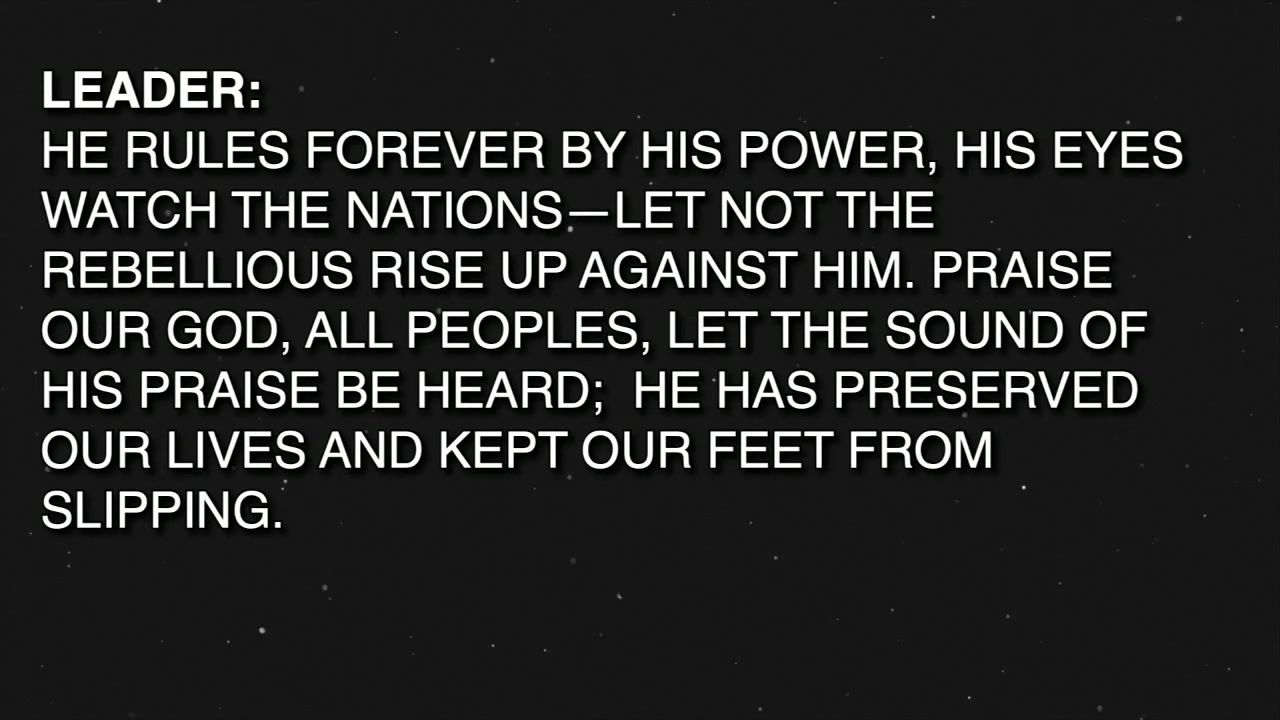 LEADER:
HE RULES FOREVER BY HIS POWER, HIS EYES
WATCH THE NATIONS—LET NOT THE
REBELLIOUS RISE UP AGAINST HIM. PRAISE
OUR GOD, ALL PEOPLES, LET THE SOUND OF
HIS PRAISE BE HEARD;  HE HAS PRESERVED
OUR LIVES AND KEPT OUR FEET FROM
SLIPPING.